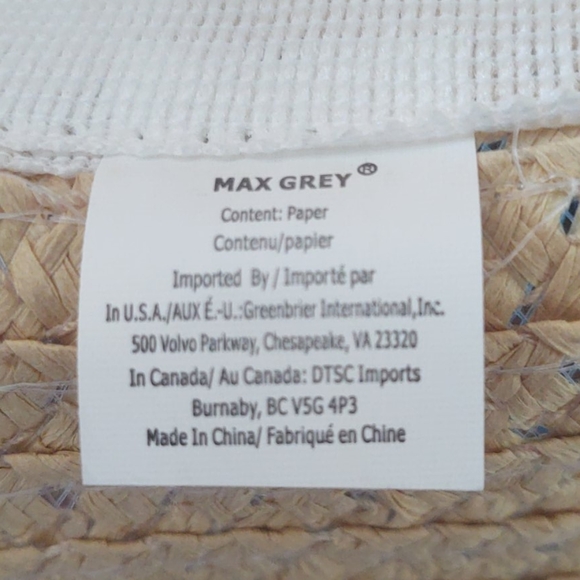 MAX GREY®
Content: Paper
Contenu/papier
Imported By / Importé par
In U.S.A./AUX É.-U.:Greenbrier International,Inc.
500 Volvo Parkway, Chesapeake, VA 23320
In Canada/ Au Canada: DTSC Imports
Burnaby, BC V5G 4P3
Made In China/ Fabriqué en Chine